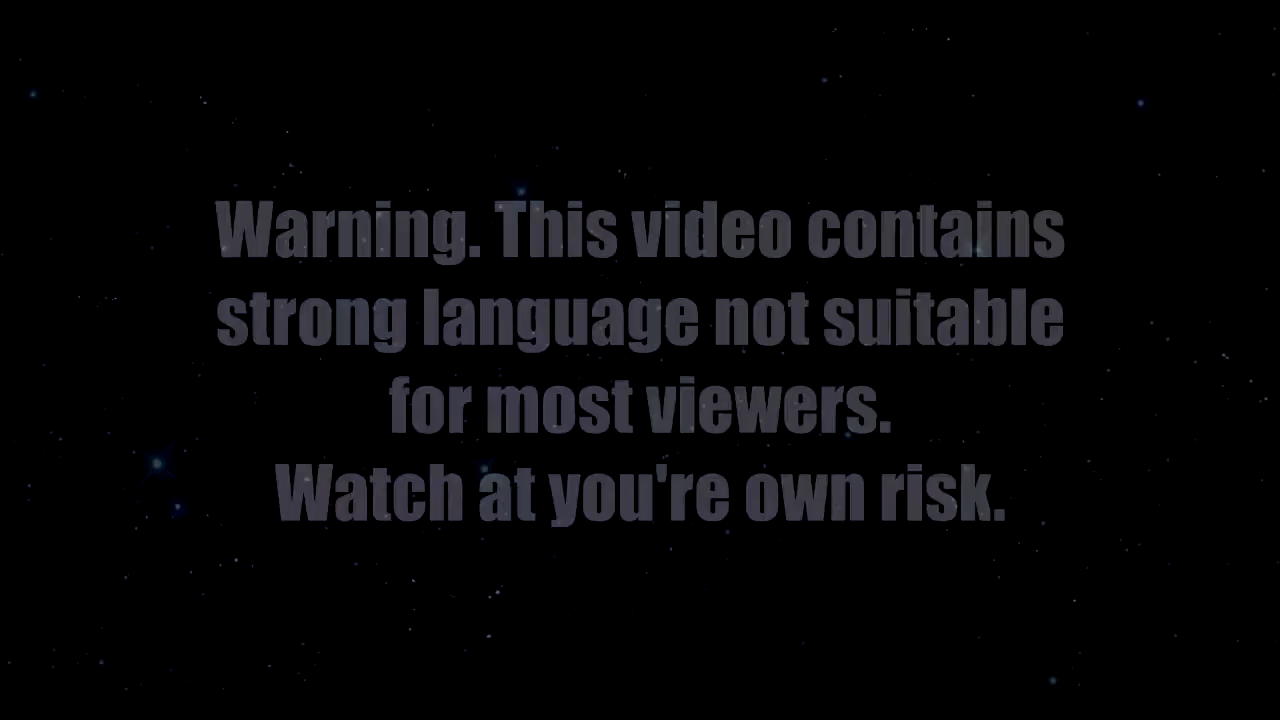 Warning. This video contains
strong language not suitable
for most viewers.
Watch at you're own risk.